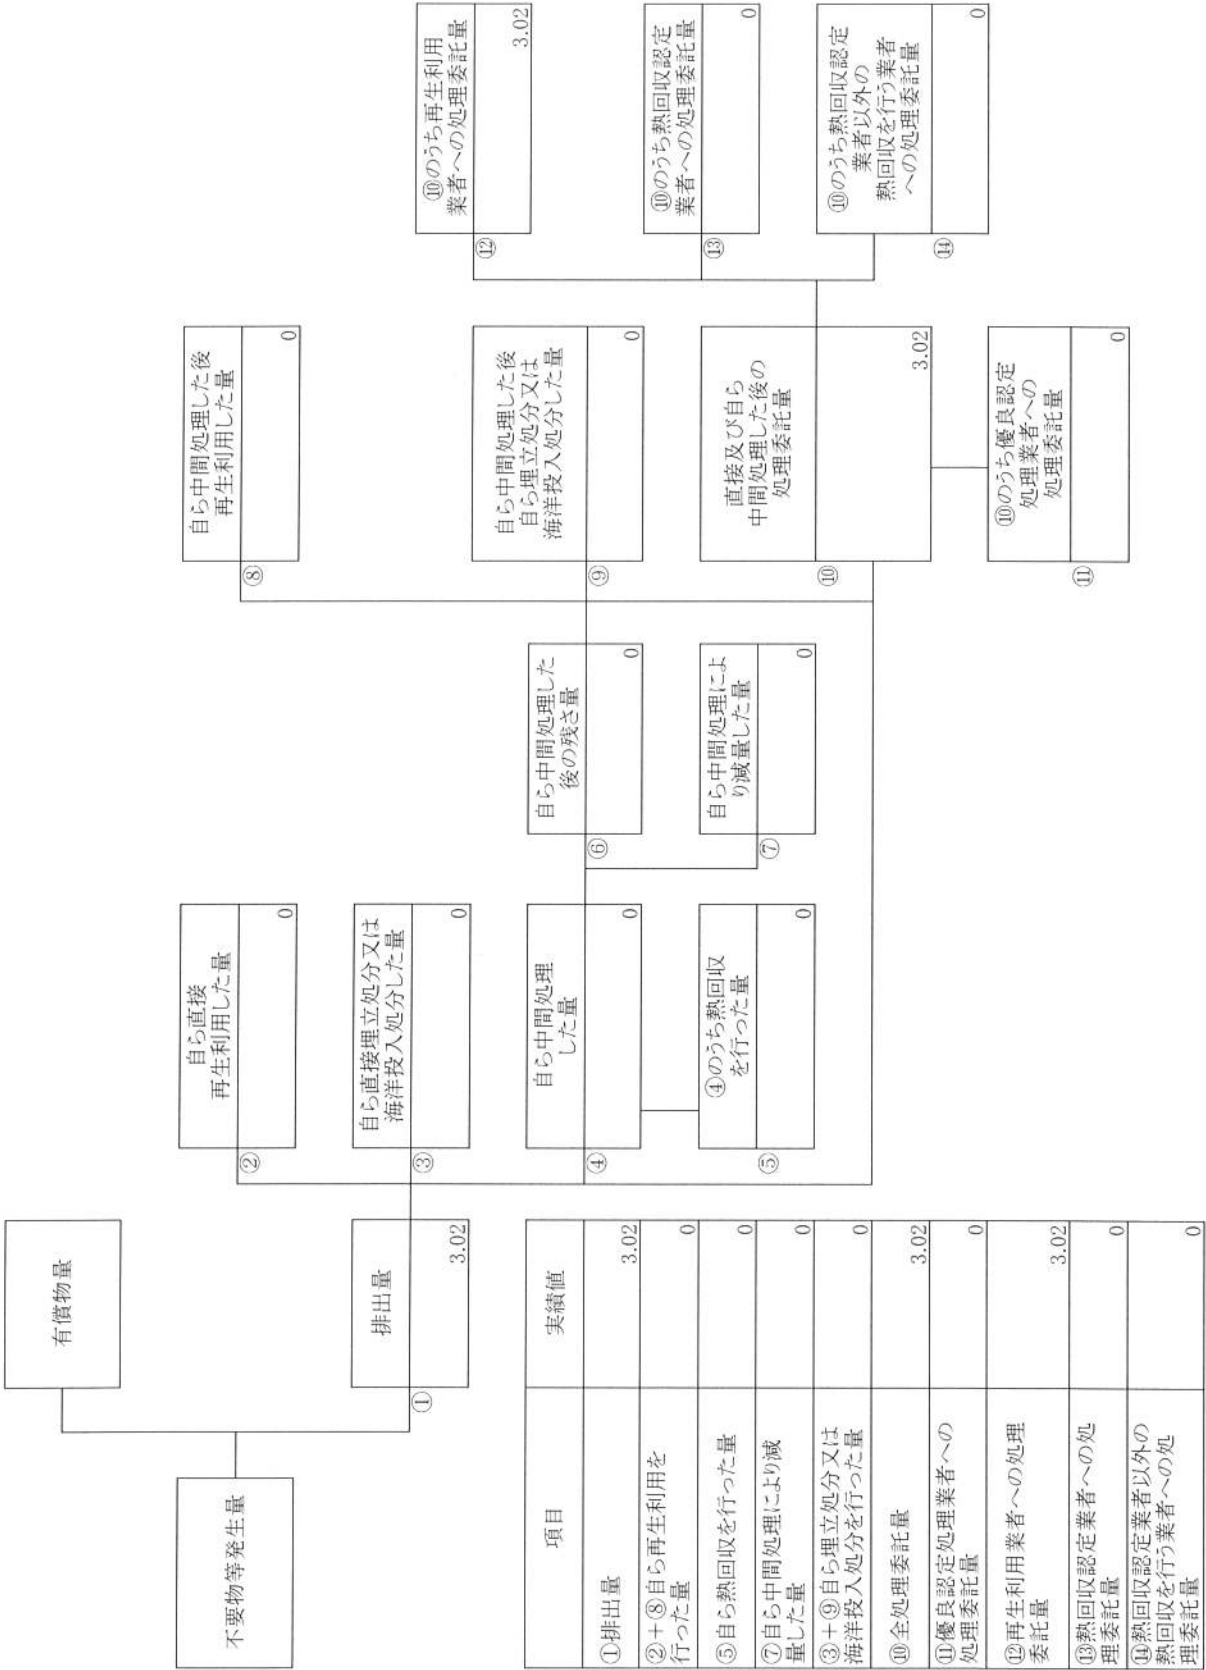 不要物等発生量
有償物量
①
排出量
3.02
②
自ら直接
再生利用した量
0
③
自ら直接埋立処分又は
海洋投入処分した量
0
④
自ら中間処理
した量
0
⑤
④のうち熱回収
を行った量
0
⑥
自ら中間処理した
後の残さ量
0
⑦
自ら中間処理によ
り減量した量
0
⑧
自ら中間処理した後
再生利用した量
0
⑨
自ら中間処理した後
自ら埋立処分又は
海洋投入処分した量
0
⑩
直接及び自ら
中間処理した後の
処理委託量
3.02
⑪
⑩のうち優良認定
処理業者への
処理委託量
0
⑫
⑩のうち再生利用
業者への処理委託量
3.02
⑬
⑩のうち熱回収認定
業者への処理委託量
0
⑭
⑩のうち熱回収認定
業者以外の
熱回収を行う業者
への処理委託量
0
項目 実績値
①排出量 3.02
②＋⑧自ら再生利用を
行った量 0
⑤自ら熱回収を行った量 0
⑦自ら中間処理により減
量した量 0
③＋⑨自ら埋立処分又は
海洋投入処分を行った量 0
⑩全処理委託量 3.02
⑪優良認定処理業者への
処理委託量 0
⑫再生利用業者への処理
委託量 3.02
⑬熱回収認定業者への処
理委託量 0
⑭熱回収認定業者以外の
熱回収を行う業者への処
理委託量 0